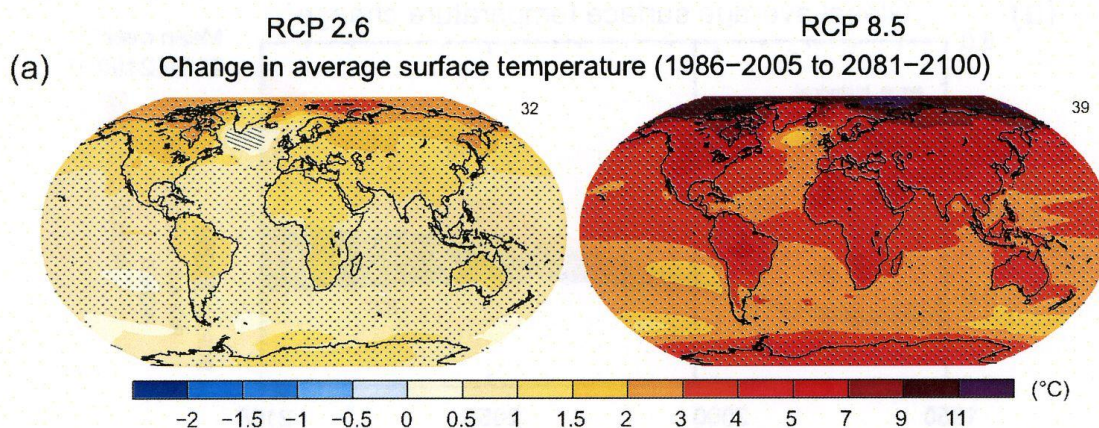 RCP 2.6
RCP 8.5
(a)
Change in average surface temperature (1986−2005 to 2081−2100)
32
39
(°C)
−2 −1.5 −1 −0.5 0 0.5 1 1.5 2 3 4 5 7 9 11